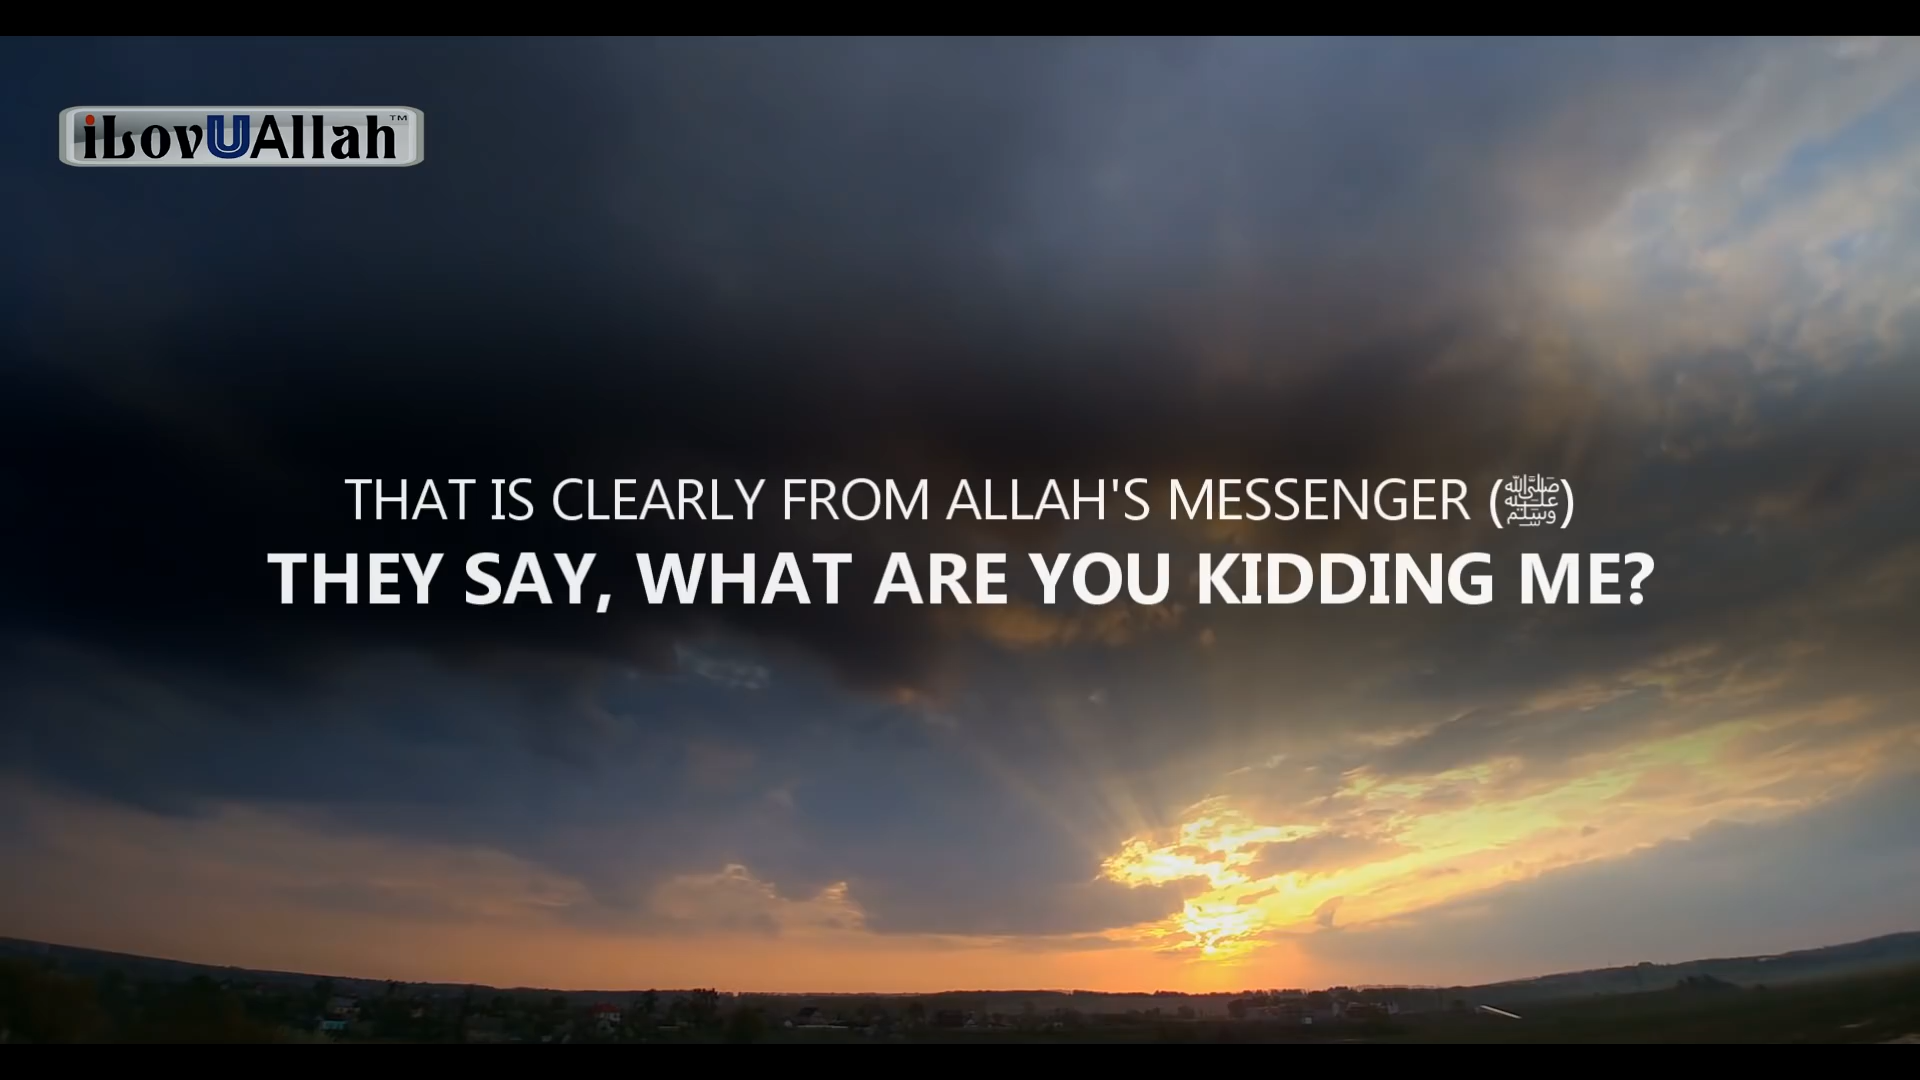 iLovUAllah™
THAT IS CLEARLY FROM ALLAH'S MESSENGER (ﷺ)
THEY SAY, WHAT ARE YOU KIDDING ME?